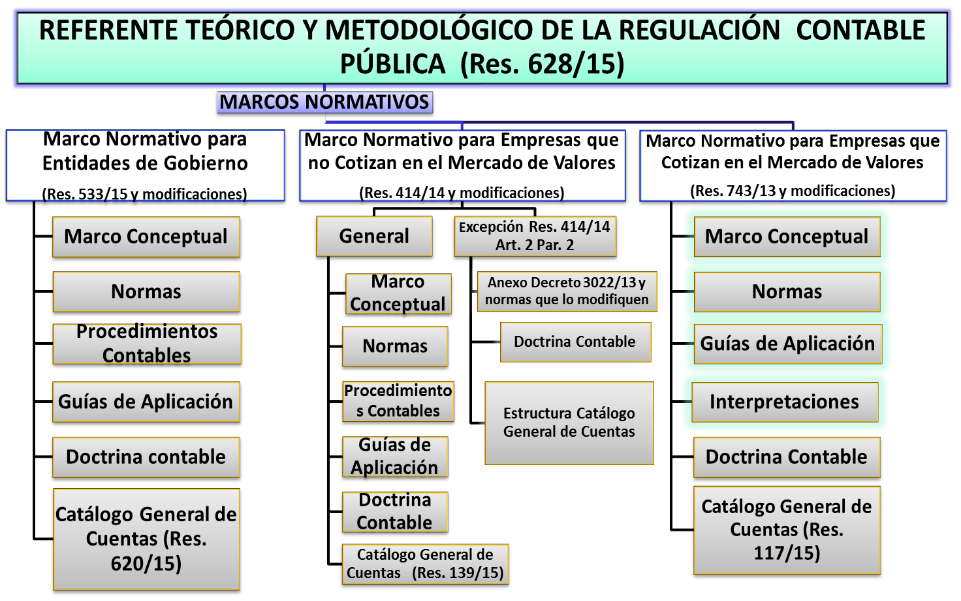 REFERENTE TEÓRICO Y METODOLÓGICO DE LA REGULACIÓN CONTABLE
PÚBLICA (Res. 628/15)
MARCOS NORMATIVOS
Marco Normativo para
Entidades de Gobierno
(Res. 533/15 y modificaciones)
Marco Conceptual
Normas
Procedimientos
Contables
Guías de Aplicación
Doctrina contable
Catálogo General de
Cuentas (Res.
620/15)
Marco Normativo para Empresas que
no Cotizan en el Mercado de Valores
(Res. 414/14 y modificaciones)
General
Marco
Conceptual
Normas
Procedimiento
s Contables
Guías de
Aplicación
Doctrina
Contable
Catálogo General de
Cuentas (Res. 139/15)
Excepción Res. 414/14
Art. 2 Par. 2
Anexo Decreto 3022/13 y
normas que lo modifiquen
Doctrina Contable
Estructura Catálogo
General de Cuentas
Marco Normativo para Empresas que
Cotizan en el Mercado de Valores
(Res. 743/13 y modificaciones)
Marco Conceptual
Normas
Guías de Aplicación
Interpretaciones
Doctrina Contable
Catálogo General de
Cuentas (Res.
117/15)